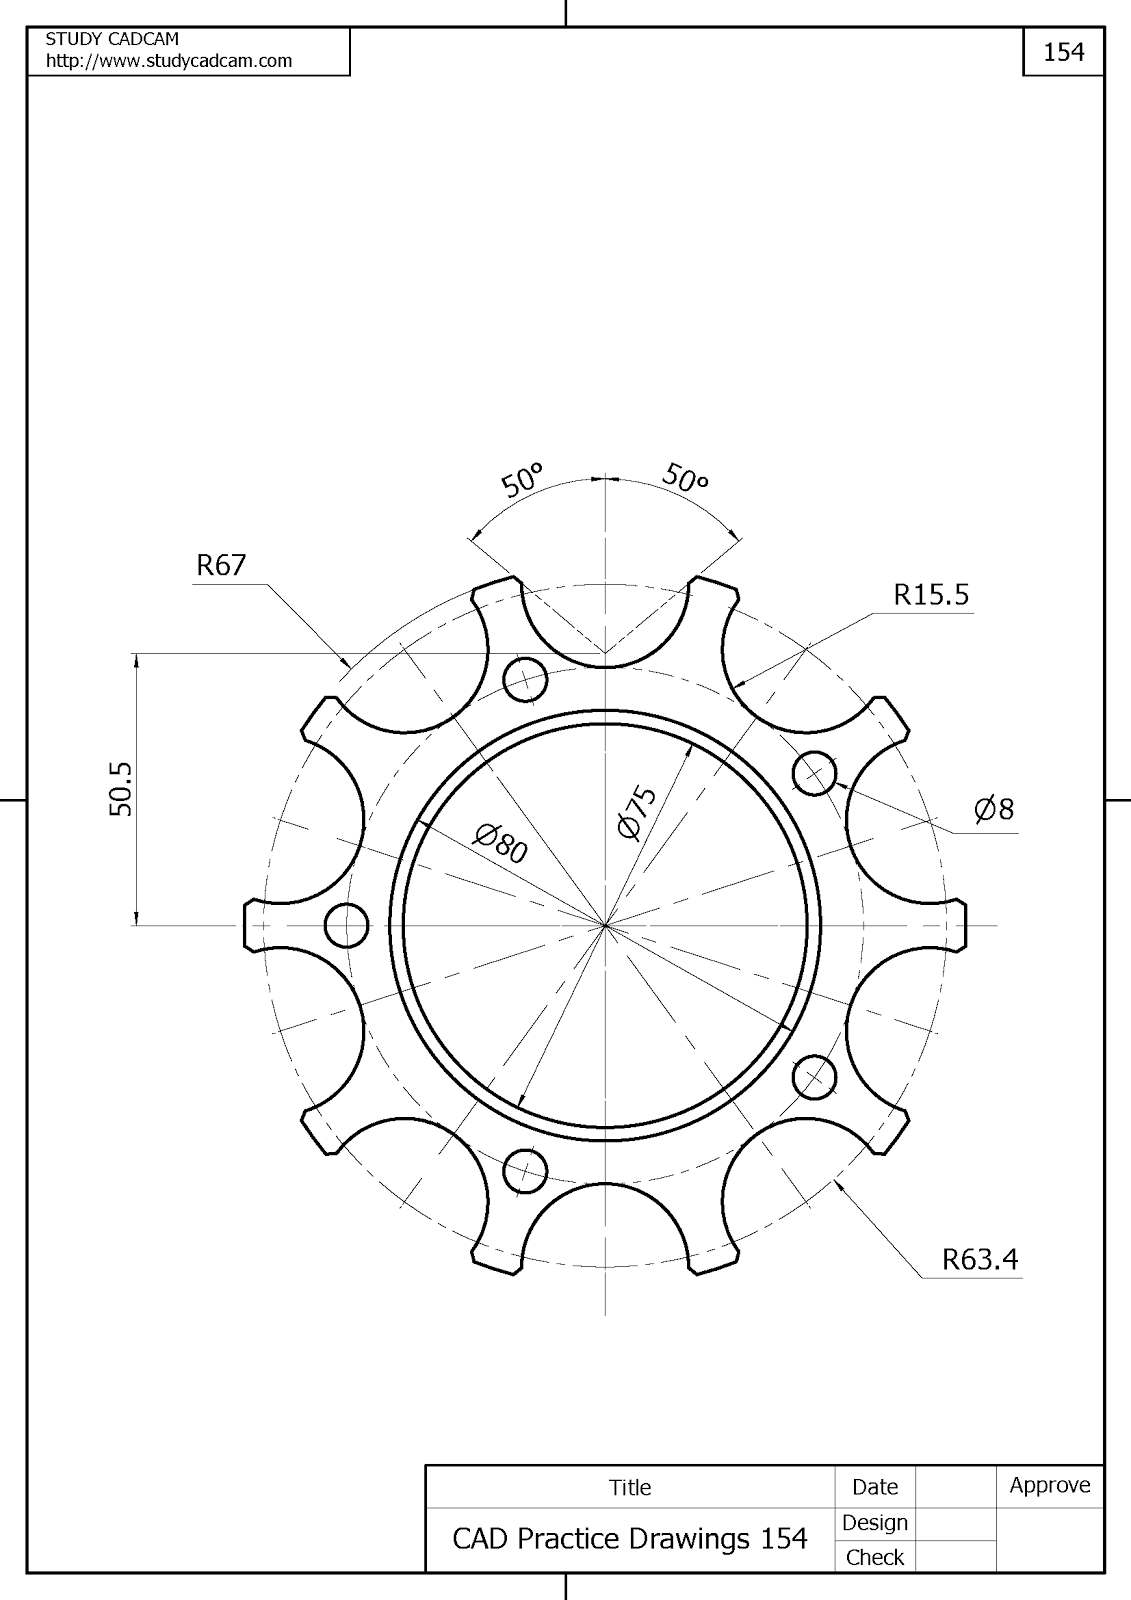 STUDY CADCAM
http://www.studycadcam.com
154
50°
50°
R67
R15.5
50.5
Ø75
Ø8
Ø80
R63.4
Title
Date
Approve
CAD Practice Drawings 154
Design
Check